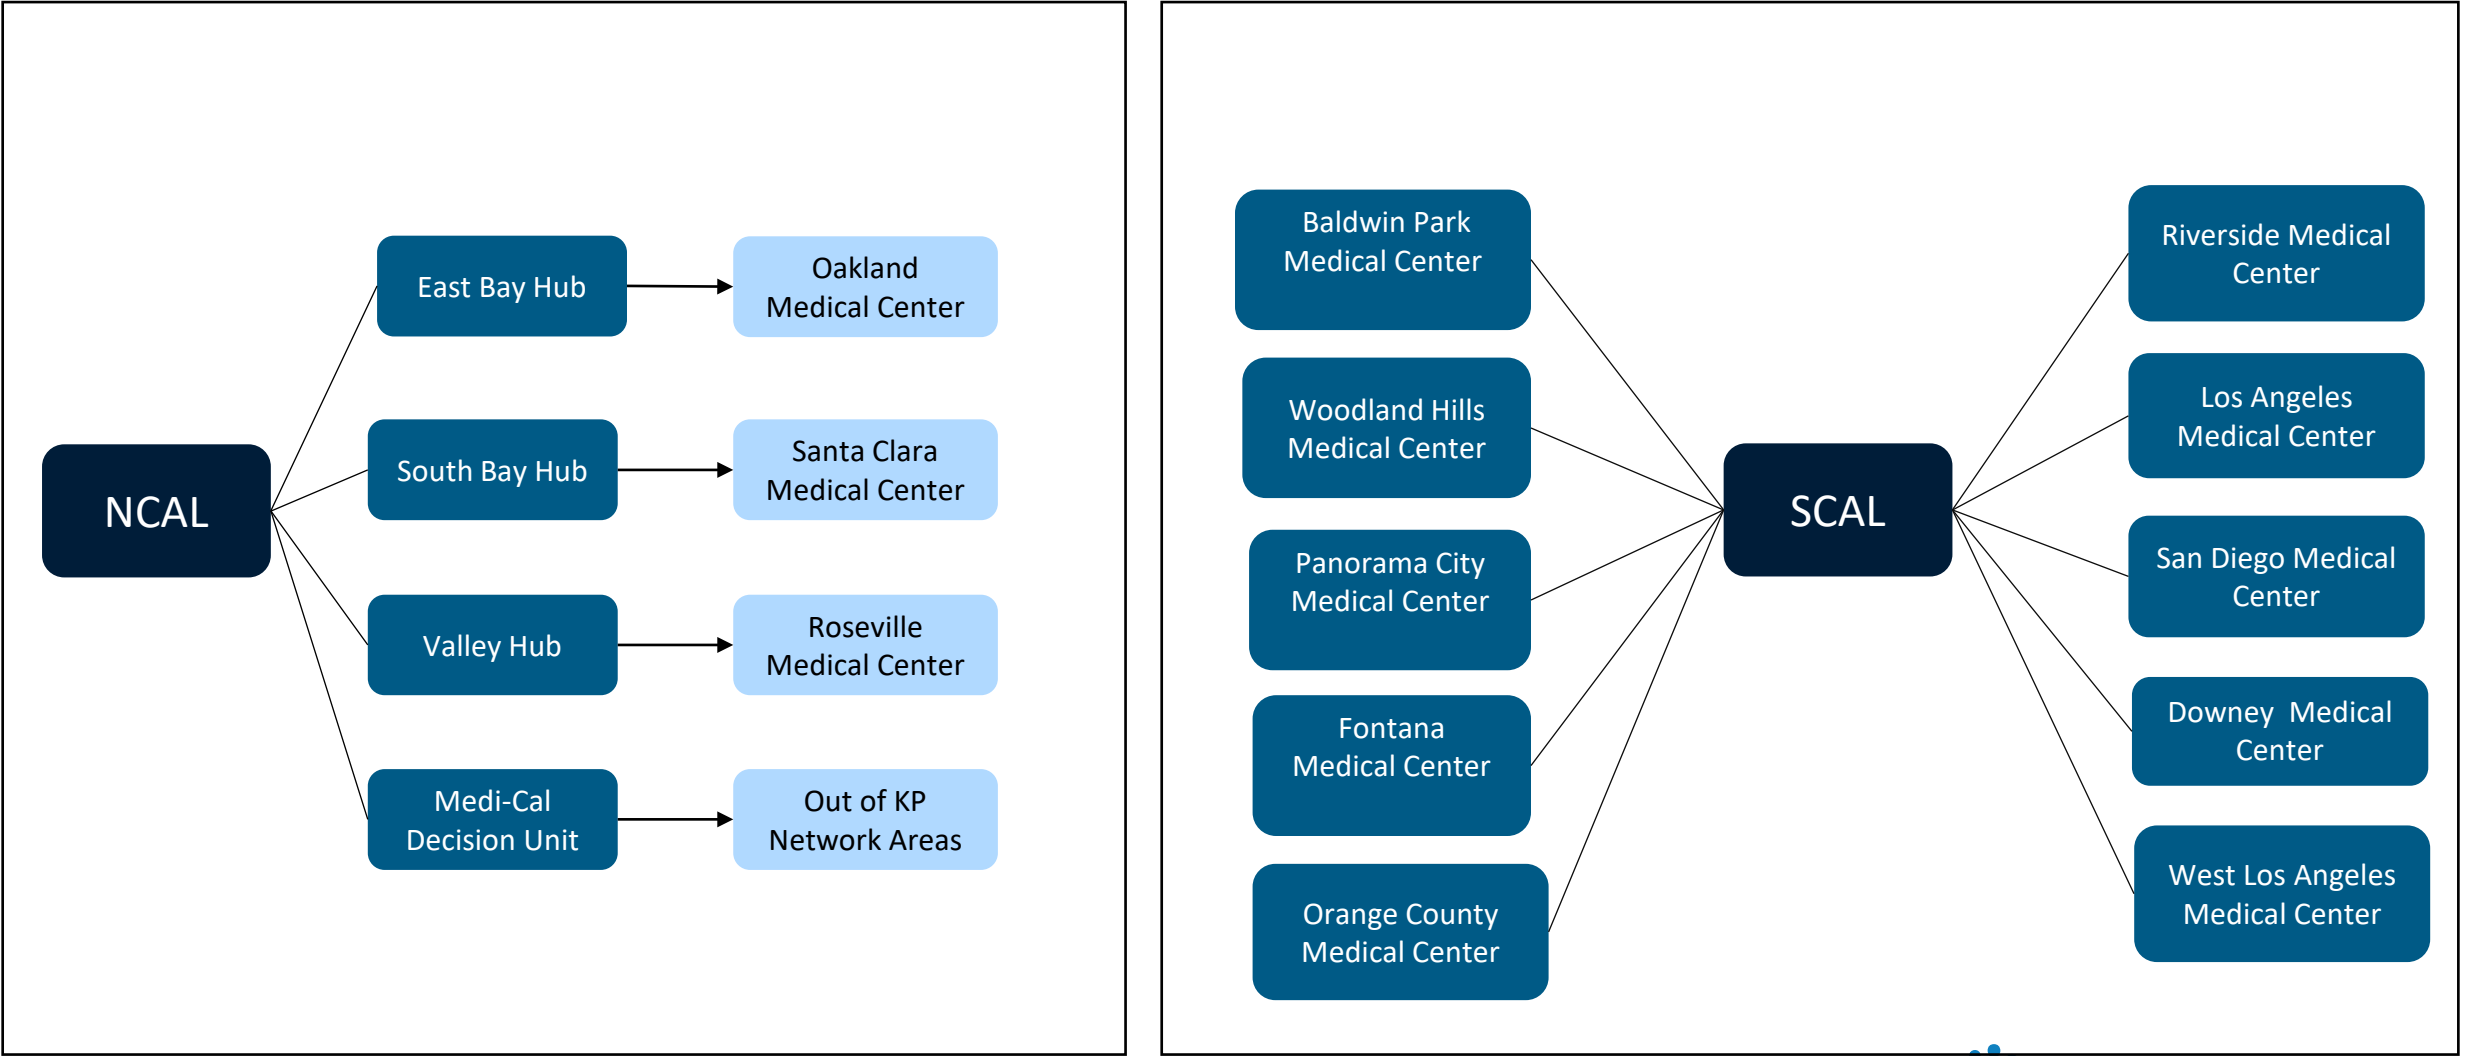 NCAL
East Bay Hub
Oakland
Medical Center
South Bay Hub
Santa Clara
Medical Center
Valley Hub
Roseville
Medical Center
Medi-Cal
Decision Unit
Out of KP
Network Areas
Baldwin Park
Medical Center
Woodland Hills
Medical Center
Panorama City
Medical Center
Fontana
Medical Center
Orange County
Medical Center
SCAL
Riverside Medical
Center
Los Angeles
Medical Center
San Diego Medical
Center
Downey  Medical
Center
West Los Angeles
Medical Center